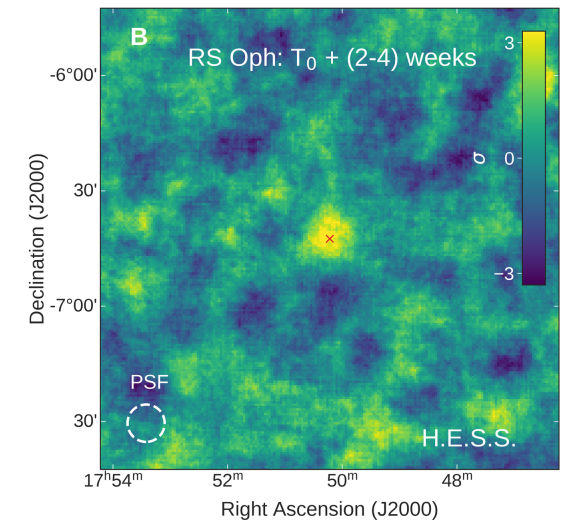 B
RS Oph: T₀ + (2-4) weeks
3
0
−3
σ
-6°00'
30'
-7°00'
30'
Declination (J2000)
PSF
H.E.S.S.
17ʰ54ᵐ
52ᵐ
50ᵐ
48ᵐ
Right Ascension (J2000)